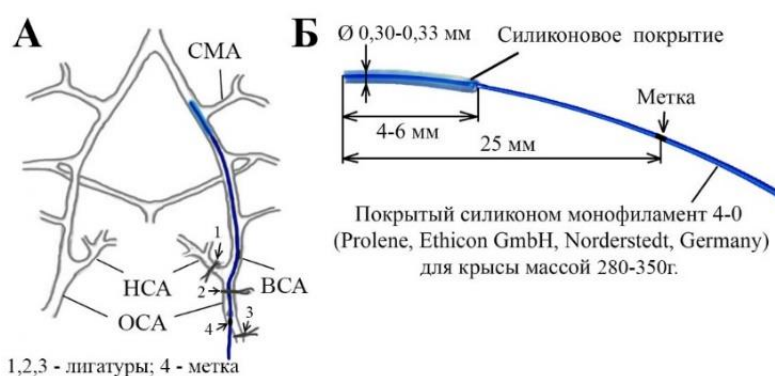 А
СМА
1
НСА
2
ВСА
ОСА
3
4
1,2,3 - лигатуры; 4 - метка
Б
Ø 0,30-0,33 мм
Силиконовое покрытие
4-6 мм
Метка
25 мм
Покрытый силиконом монофиламент 4-0
(Prolene, Ethicon GmbH, Norderstedt, Germany)
для крысы массой 280-350г.